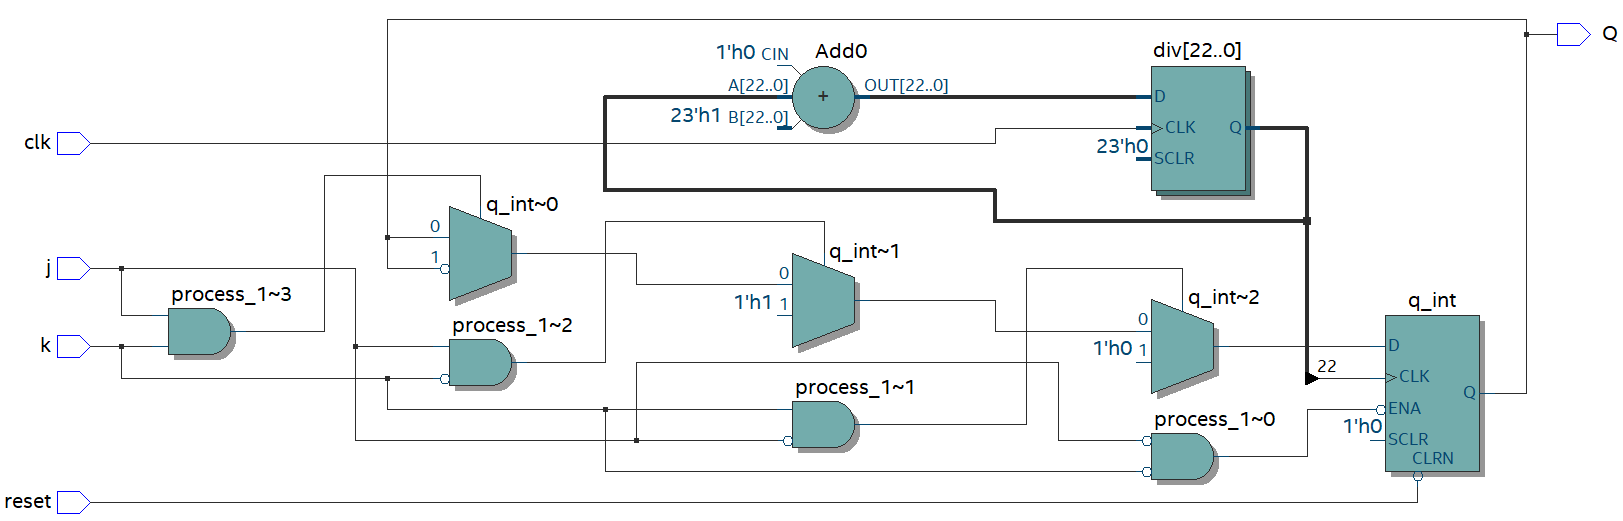 Q
div[22..0]
Add0
1'h0 CIN
A[22..0]
OUT[22..0]
+
D
23'h1 B[22..0]
CLK
Q
clk
23'h0
SCLR
q_int~0
0
1
q_int~1
j
0
process_1~3
1'h1 1
q_int~2
q_int
0
process_1~2
k
1'h0 1
D
22
CLK
process_1~1
Q
ENA
process_1~0
1'h0
SCLR
CLRN
reset